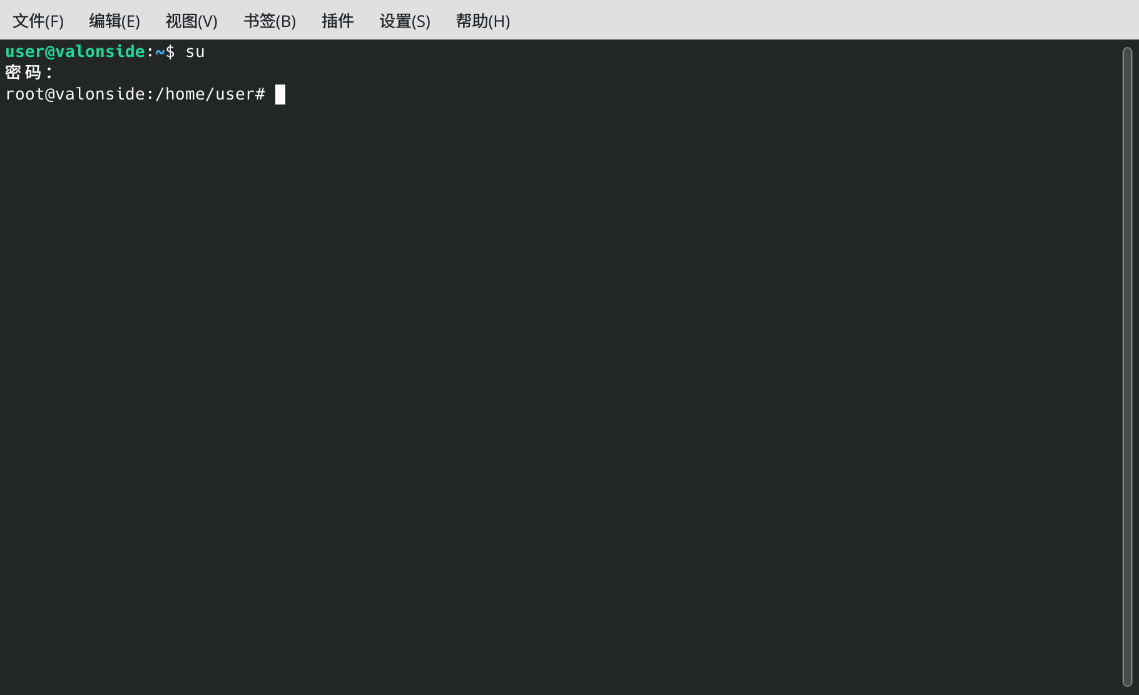 文件(F) 编辑(E) 视图(V) 书签(B) 插件 设置(S) 帮助(H)
user@valonside:~$ su
密码：
root@valonside:/home/user#